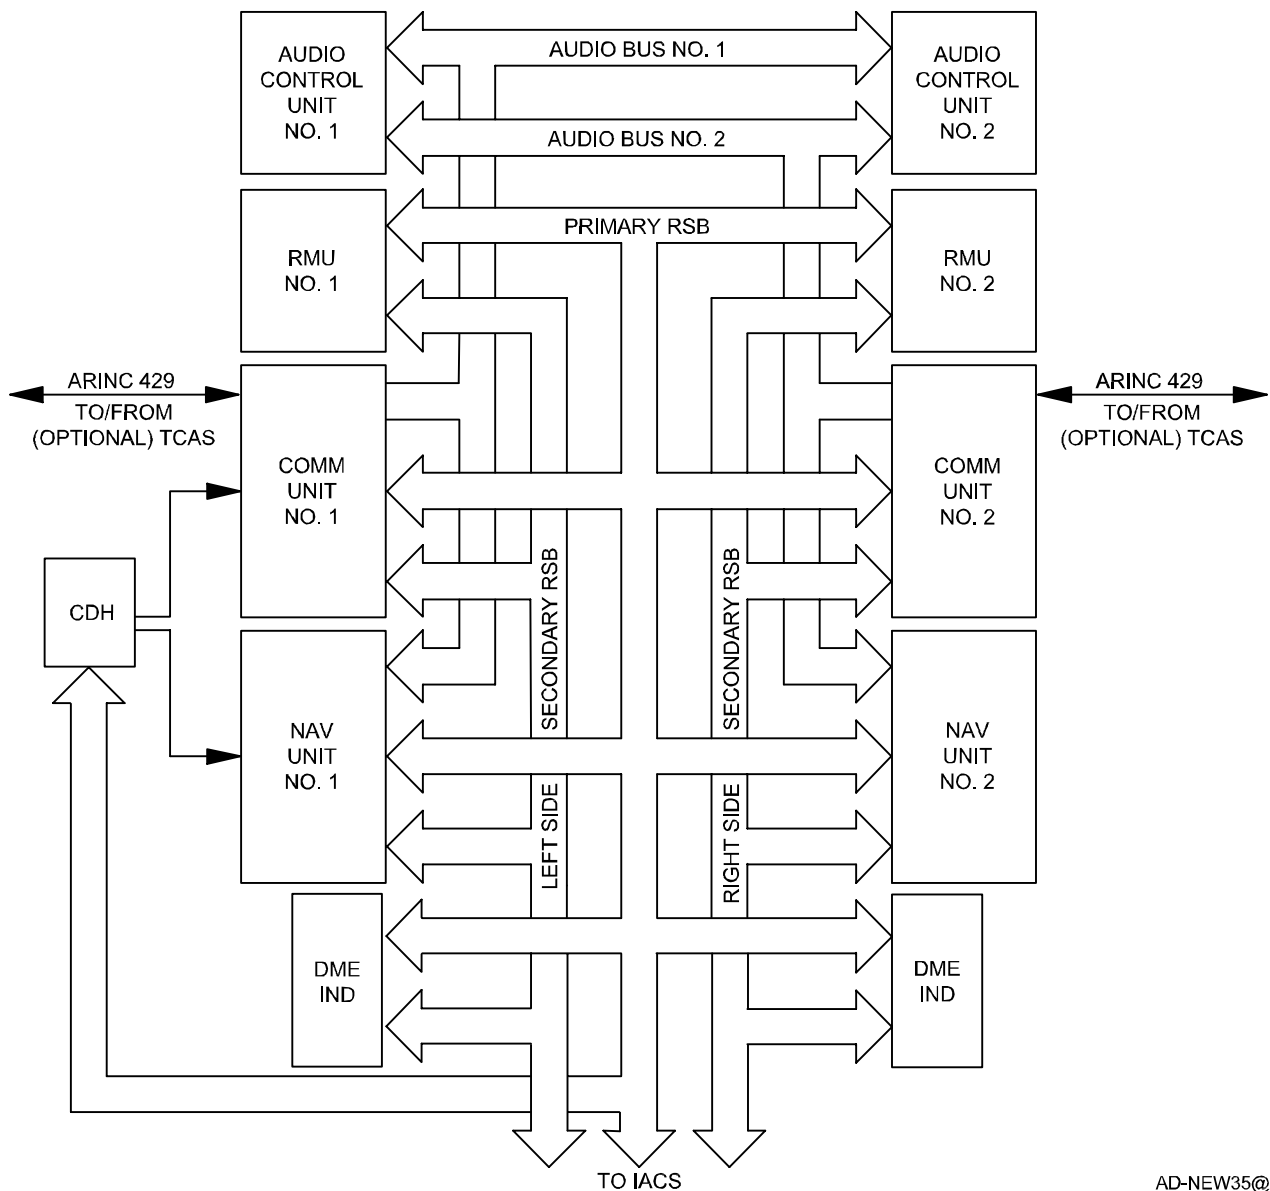 AUDIO
CONTROL
UNIT
NO. 1
AUDIO BUS NO. 1
AUDIO
CONTROL
UNIT
NO. 2
AUDIO BUS NO. 2
RMU
NO. 1
PRIMARY RSB
RMU
NO. 2
ARINC 429
TO/FROM
(OPTIONAL) TCAS
COMM
UNIT
NO. 1
COMM
UNIT
NO. 2
ARINC 429
TO/FROM
(OPTIONAL) TCAS
CDH
LEFT SIDE SECONDARY RSB
RIGHT SIDE SECONDARY RSB
NAV
UNIT
NO. 1
NAV
UNIT
NO. 2
DME
IND
DME
IND
TO IACS
AD-NEW35@